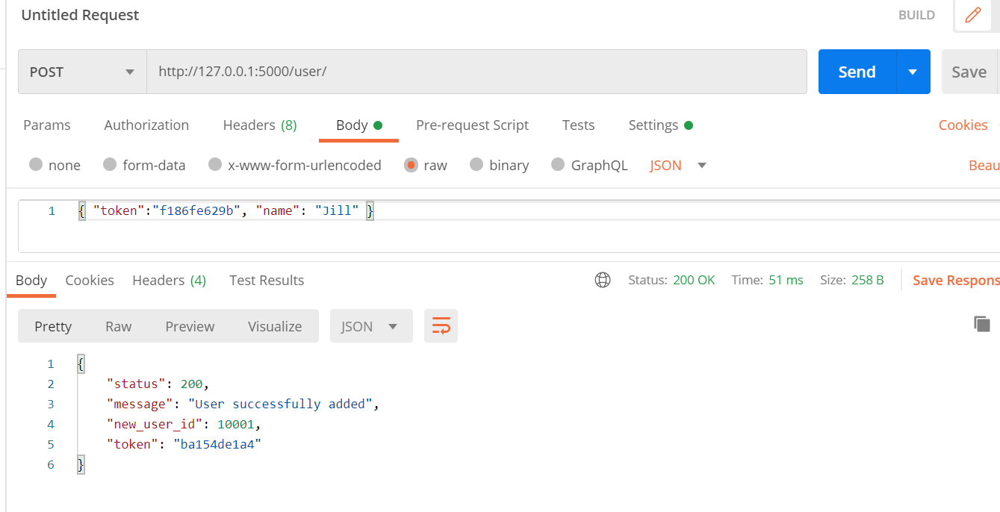 Untitled Request BUILD
POST http://127.0.0.1:5000/user/ Send Save
Params Authorization Headers (8) Body Pre-request Script Tests Settings Cookies
none form-data x-www-form-urlencoded raw binary GraphQL JSON Beau
1 { "token":"f186fe629b", "name": "Jill" }
Body Cookies Headers (4) Test Results Status: 200 OK Time: 51 ms Size: 258 B Save Respons
Pretty Raw Preview Visualize JSON
1 {
2 "status": 200,
3 "message": "User successfully added",
4 "new_user_id": 10001,
5 "token": "ba154de1a4"
6 }